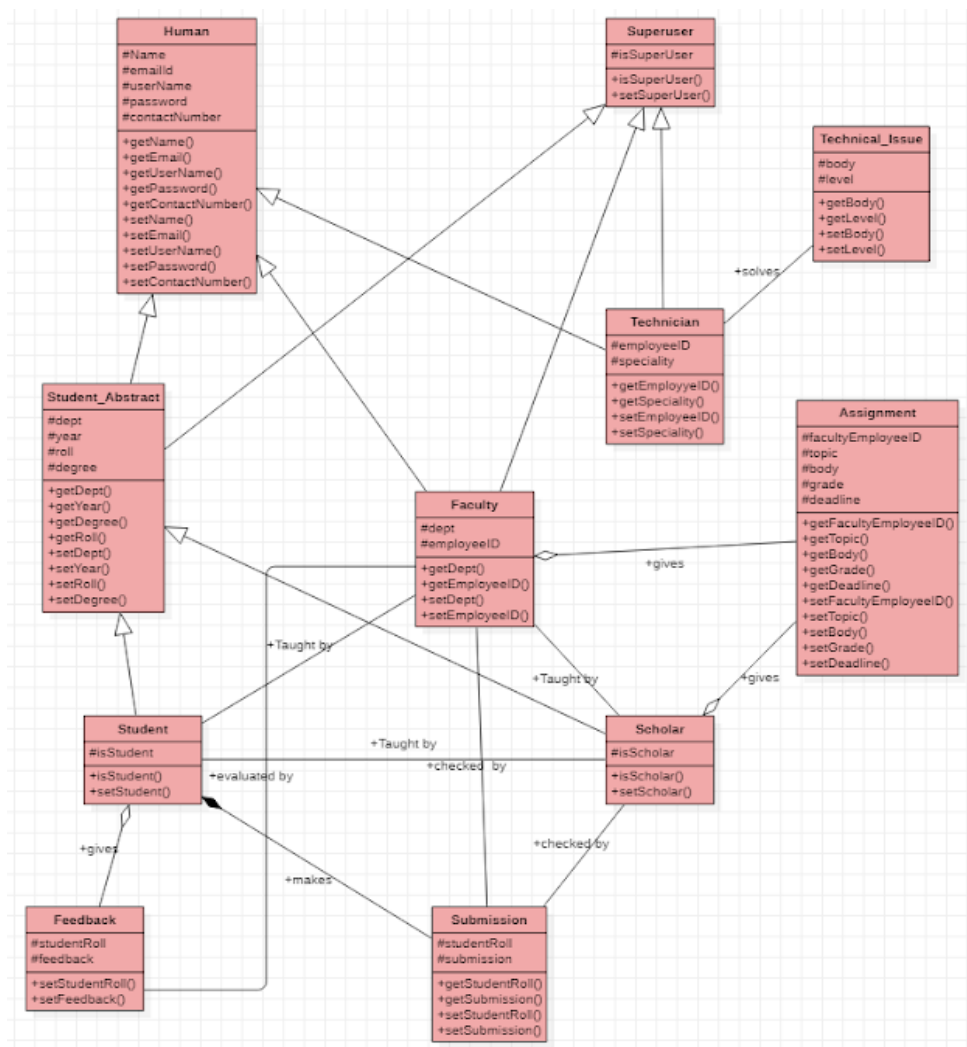 Human
#Name
#emailId
#userName
#password
#contactNumber
+getName()
+getEmail()
+getUserName()
+getPassword()
+getContactNumber()
+setName()
+setEmail()
+setUserName()
+setPassword()
+setContactNumber()
Superuser
#isSuperUser
+isSuperUser()
+setSuperUser()
Technical_Issue
#body
#level
+getBody()
+getLevel()
+setBody()
+setLevel()
+solves
Technician
#employeeID
#speciality
+getEmployyeID()
+getSpeciality()
+setEmployeeID()
+setSpeciality()
Student_Abstract
#dept
#year
#roll
#degree
+getDept()
+getYear()
+getDegree()
+getRoll()
+setDept()
+setYear()
+setRoll()
+setDegree()
Assignment
#facultyEmployeeID
#topic
#body
#grade
#deadline
+getFacultyEmployeeID()
+getTopic()
+getBody()
+getGrade()
+getDeadline()
+setFacultyEmployeeID()
+setTopic()
+setBody()
+setGrade()
+setDeadline()
Faculty
#dept
#employeeID
+getDept()
+getEmployeeID()
+setDept()
+setEmployeeID()
+gives
+Taught by
+Taught by
+gives
Student
#isStudent
+isStudent()
+setStudent()
+Taught by
+checked by
+evaluated by
Scholar
#isScholar
+isScholar()
+setScholar()
+gives
+makes
+checked by
Feedback
#studentRoll
#feedback
+setStudentRoll()
+setFeedback()
Submission
#studentRoll
#submission
+getStudentRoll()
+getSubmission()
+setStudentRoll()
+setSubmission()